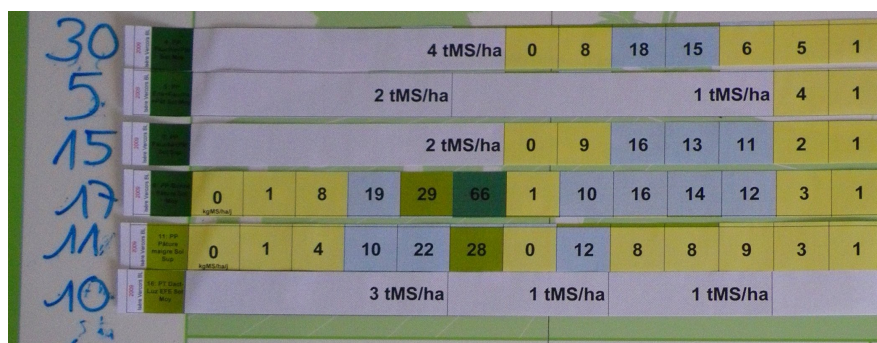 30 4 tMS/ha 0 8 18 15 6 5 1
5 2 tMS/ha 1 tMS/ha 4 1
15 2 tMS/ha 0 9 16 13 11 2 1
17 0 1 8 19 29 66 1 10 16 14 12 3 1
kgMS/ha/j
11 0 1 4 10 22 28 0 12 8 8 9 3 1
kgMS/ha/j
10 3 tMS/ha 1 tMS/ha 1 tMS/ha